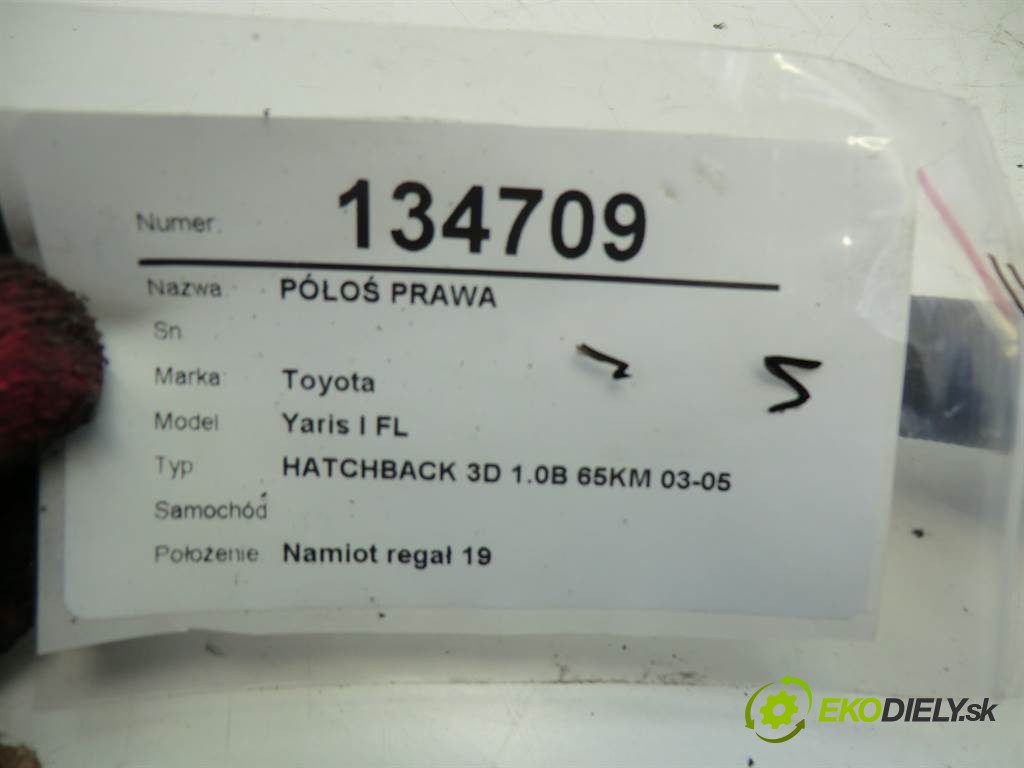 Numer: 134709
Nazwa PÓLOŚ PRAWA
Sn
Marka Toyota
Model Yaris I FL
Typ HATCHBACK 3D 1.0B 65KM 03-05
Samochód
Położenie Namiot regał 19
EKODIELY.sk